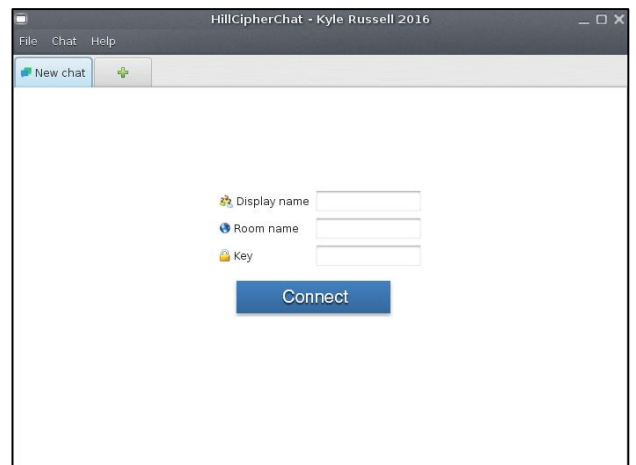 HillCipherChat - Kyle Russell 2016
File Chat Help
New chat
Display name
Room name
Key
Connect